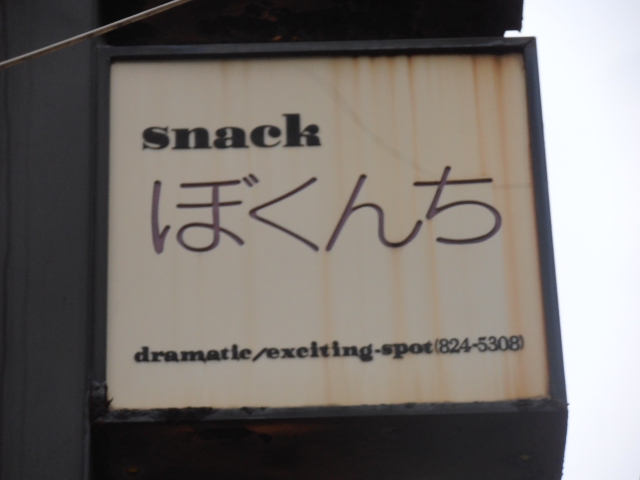 snack
ぼくんち
dramatic/exciting-spot(824-5308)